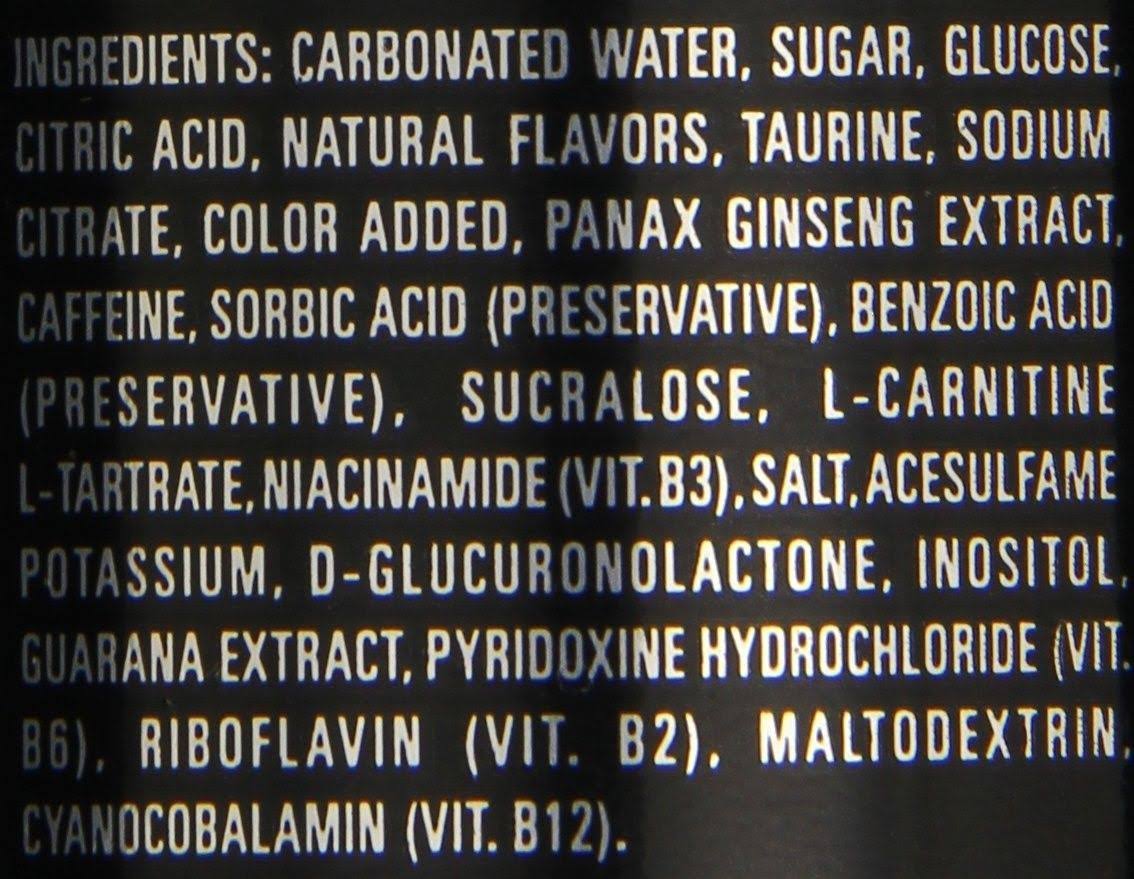 INGREDIENTS: CARBONATED WATER, SUGAR, GLUCOSE,
CITRIC ACID, NATURAL FLAVORS, TAURINE, SODIUM
CITRATE, COLOR ADDED, PANAX GINSENG EXTRACT,
CAFFEINE, SORBIC ACID (PRESERVATIVE), BENZOIC ACID
(PRESERVATIVE), SUCRALOSE, L-CARNITINE
L-TARTRATE, NIACINAMIDE (VIT. B3), SALT, ACESULFAME
POTASSIUM, D-GLUCURONOLACTONE, INOSITOL,
GUARANA EXTRACT, PYRIDOXINE HYDROCHLORIDE (VIT.
B6), RIBOFLAVIN (VIT. B2), MALTODEXTRIN,
CYANOCOBALAMIN (VIT. B12).